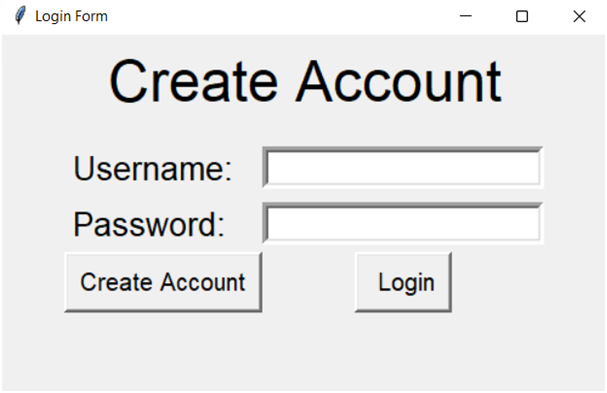 Login Form
Create Account
Username:
Password:
Create Account Login